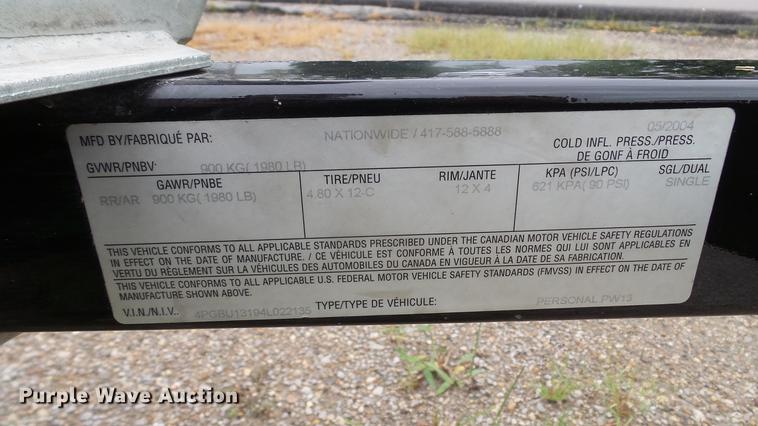 MFD BY/FABRIQUÉ PAR: NATIONWIDE / 417-588-5888 05/2004
GVWR/PNBV: 900 KG( 1980 LB) COLD INFL. PRESS./PRESS.
DE GONF À FROID
GAWR/PNBE TIRE/PNEU RIM/JANTE KPA (PSI/LPC) SGL/DUAL
RR/AR 900 KG( 1980 LB) 4.80 X 12-C 12 X 4 621 KPA( 90 PSI) SINGLE
THIS VEHICLE CONFORMS TO ALL APPLICABLE STANDARDS PRESCRIBED UNDER THE CANADIAN MOTOR VEHICLE SAFETY REGULATIONS
IN EFFECT ON THE DATE OF MANUFACTURE. / CE VÉHICULE EST CONFORME À TOUTES LES NORMES QUI LUI SONT APPLICABLES EN
VERTU DU RÈGLEMENT SUR LA VÉHICULES DES AUTOMOBILES DU CANADA EN VIGUEUR À LA DATE DE SA FABRICATION.
THIS VEHICLE CONFORMS TO ALL APPLICABLE U.S. FEDERAL MOTOR VEHICLE SAFETY STANDARDS (FMVSS) IN EFFECT ON THE DATE OF
MANUFACTURE SHOWN ABOVE.
V.I.N./N.I.V.: 4PGBU13194L022135 TYPE/TYPE DE VÉHICULE: PERSONAL PW13
Purple Wave Auction